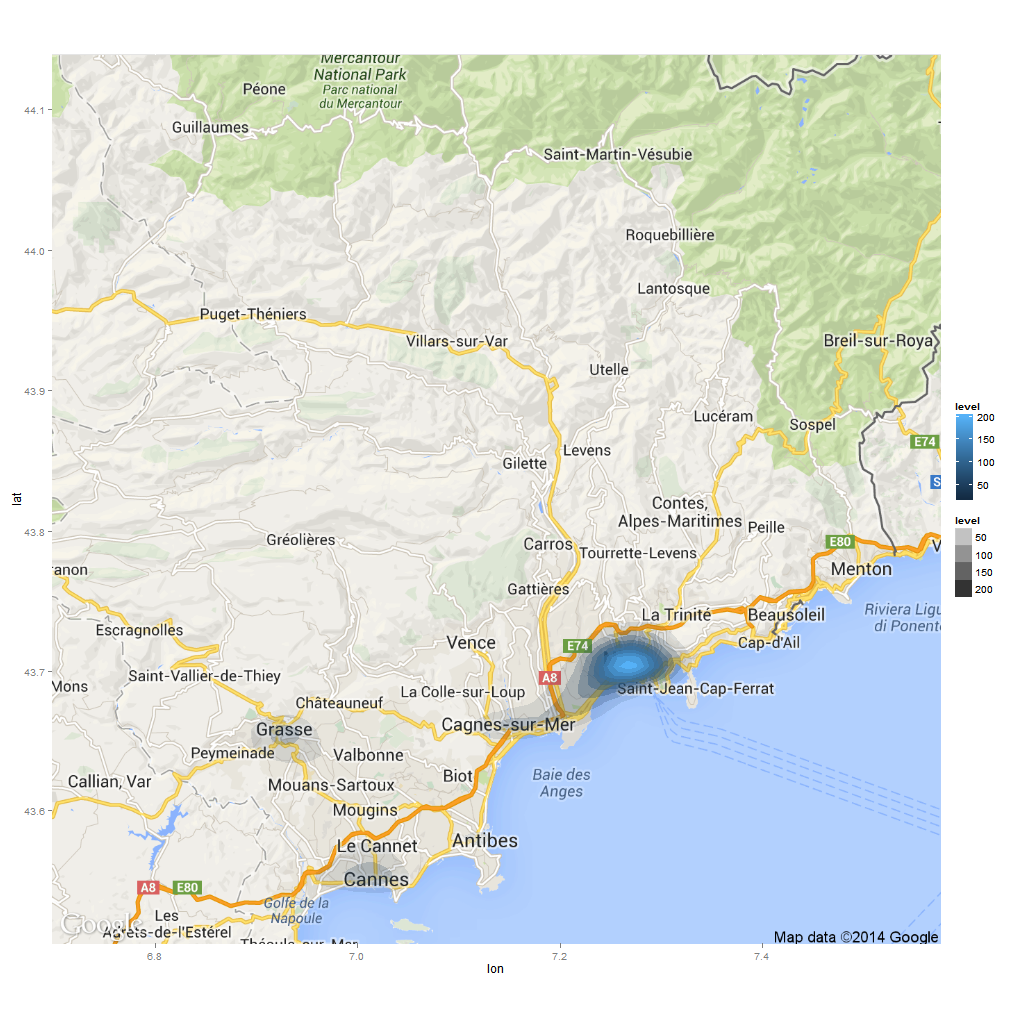 Mercantour
National Park
Parc national
du Mercantour
Péone
44.1
Guillaumes
Saint-Martin-Vésubie
Roquebillière
44.0
Lantosque
Puget-Théniers
Villars-sur-Var
Breil-sur-Roya
Utelle
43.9
level
200
150
100
50
Lucéram
Sospel
E74
Levens
Gilette
S
lat
Contes,
Alpes-Maritimes
Peille
level
50
100
150
200
43.8
Gréolières
Carros
Tourrette-Levens
E80
V
anon
Menton
Gattières
Riviera Ligu
di Ponente
La Trinité
Beausoleil
Escragnolles
Vence
E74
Cap-d'Ail
43.7
Saint-Vallier-de-Thiey
A8
Mons
La Colle-sur-Loup
Saint-Jean-Cap-Ferrat
Châteauneuf
Grasse
Cagnes-sur-Mer
Peymeinade
Valbonne
Callian, Var
Mouans-Sartoux
Biot
Baie des
Anges
43.6
Mougins
Le Cannet
Antibes
Cannes
A8
E80
Golfe de la
Napoule
Les
Adrets-de-l'Estérel
Google
Théoule-sur-Mer
Map data ©2014 Google
6.8
7.0
7.2
7.4
lon